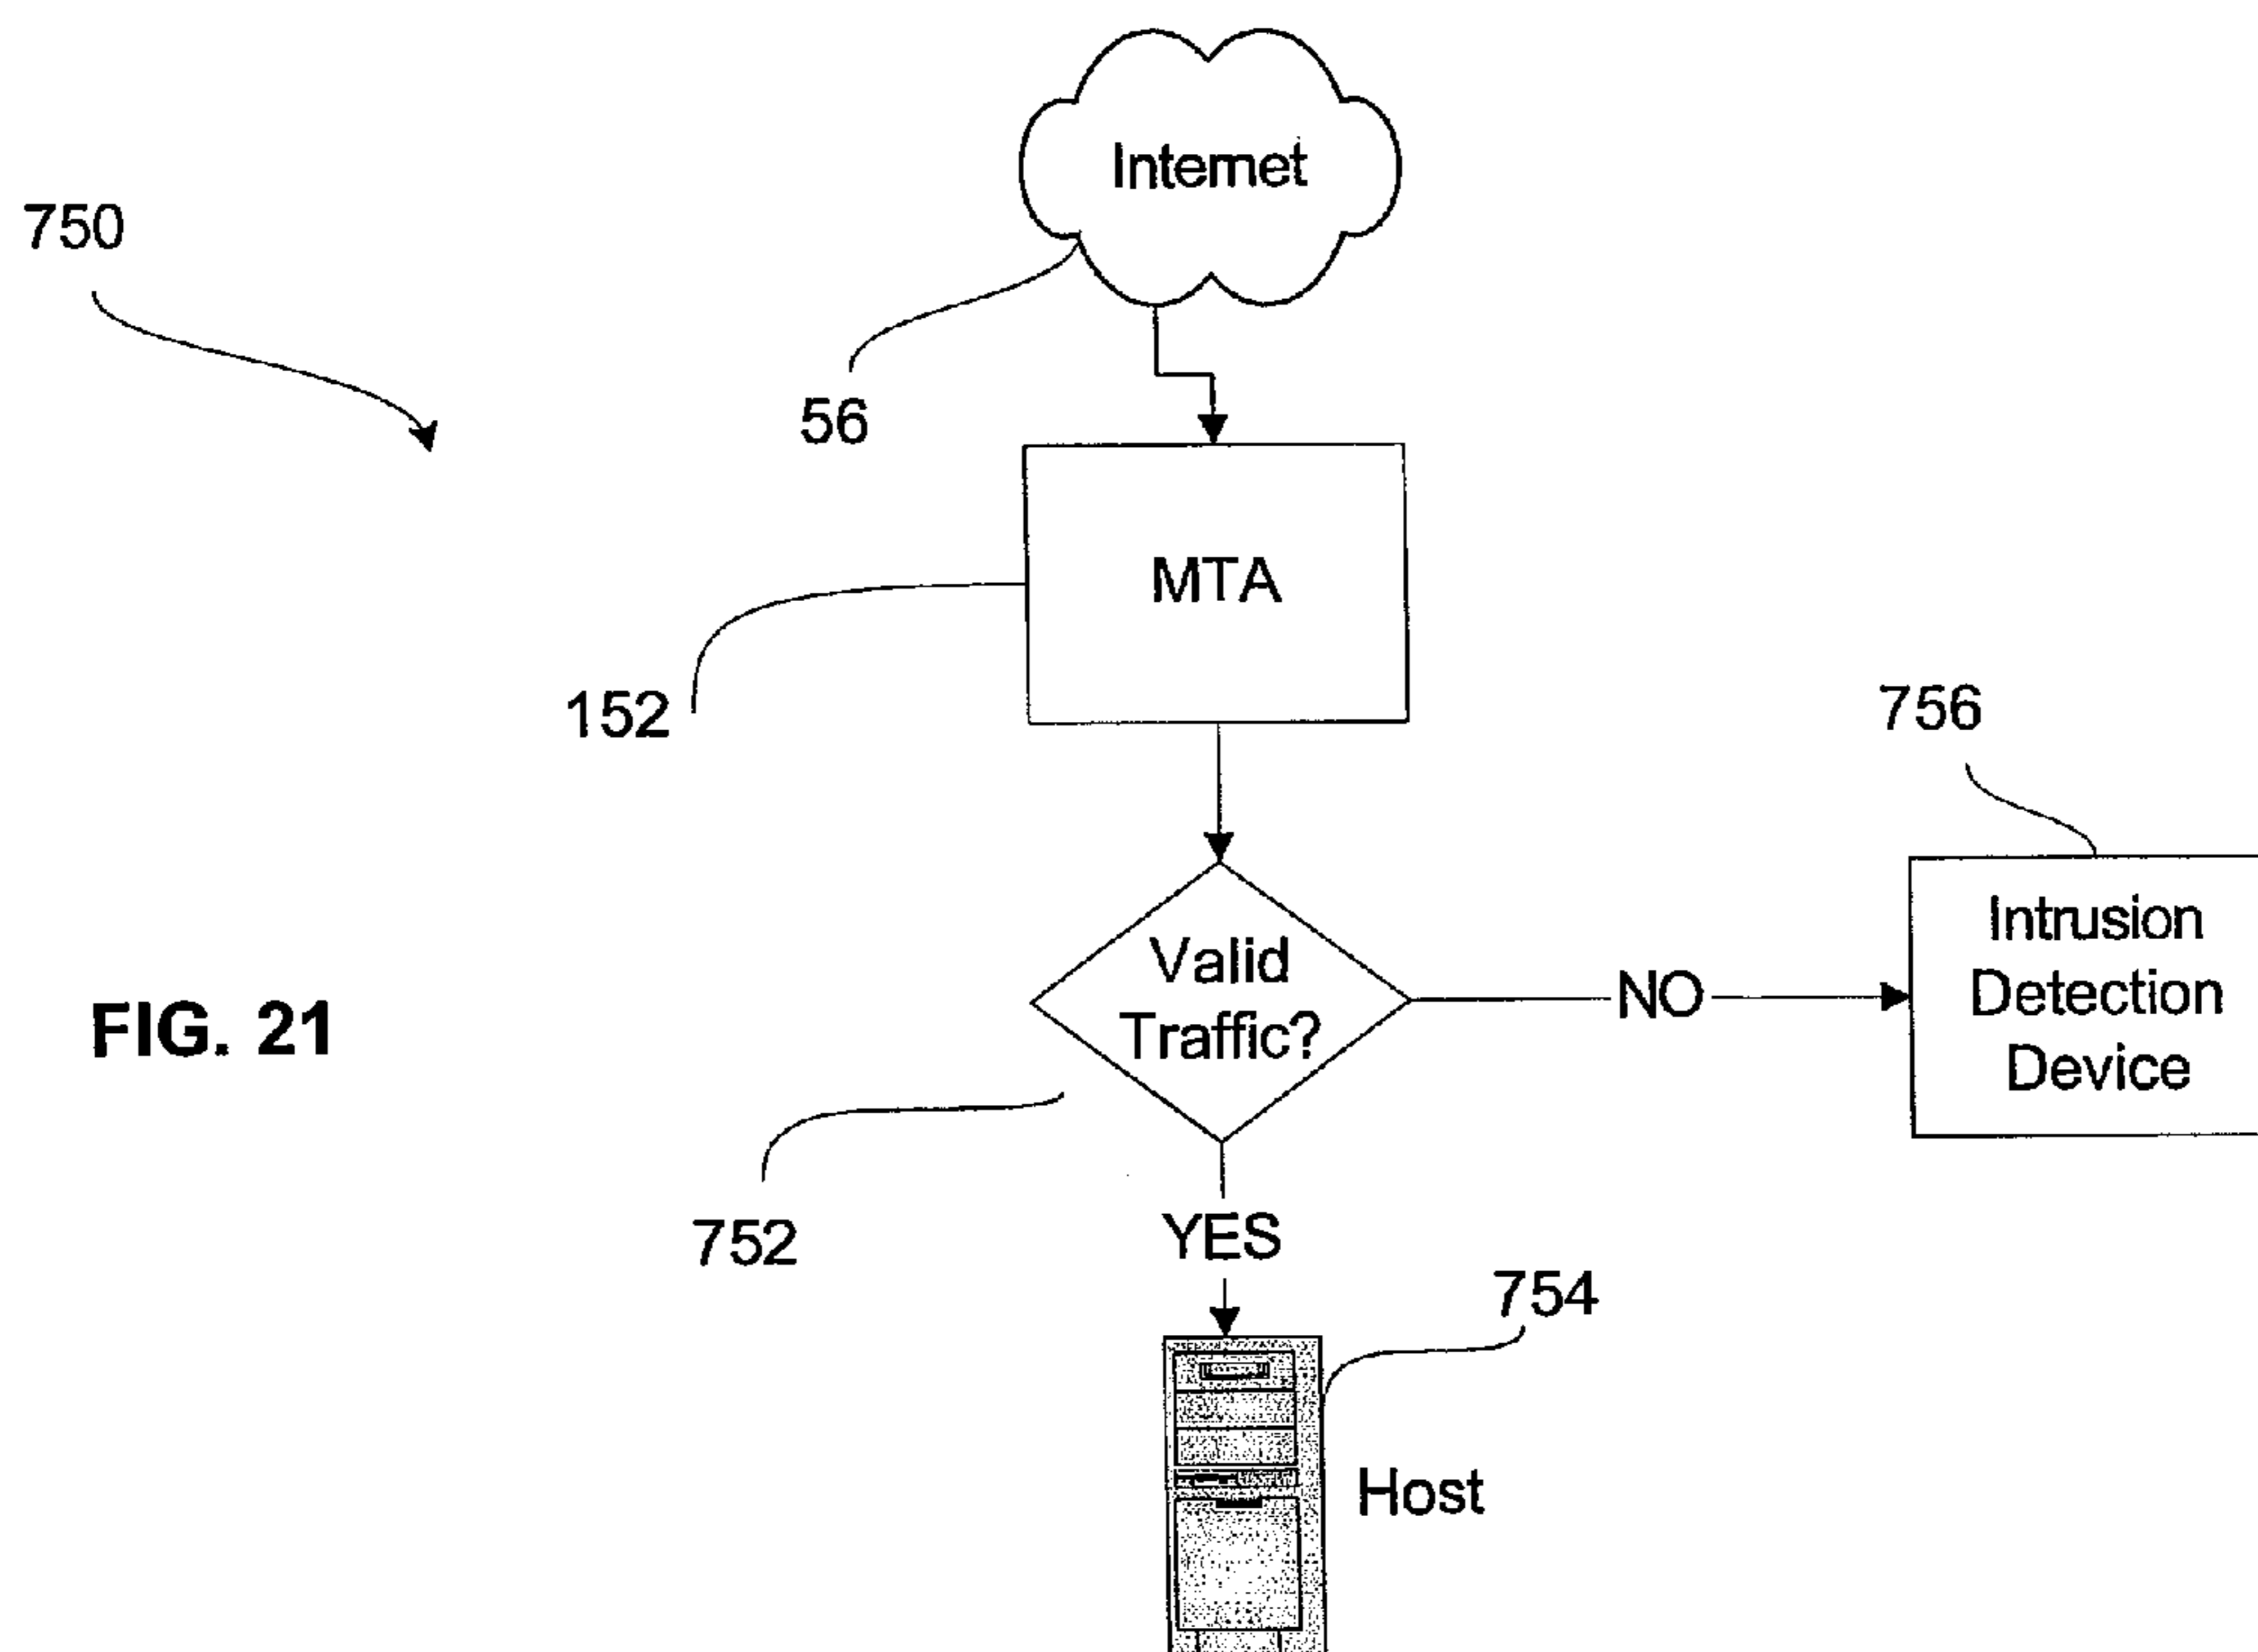 Internet
750
56
MTA
152
756
Intrusion
Detection
Device
Valid
Traffic?
NO
FIG. 21
752
YES
754
Host